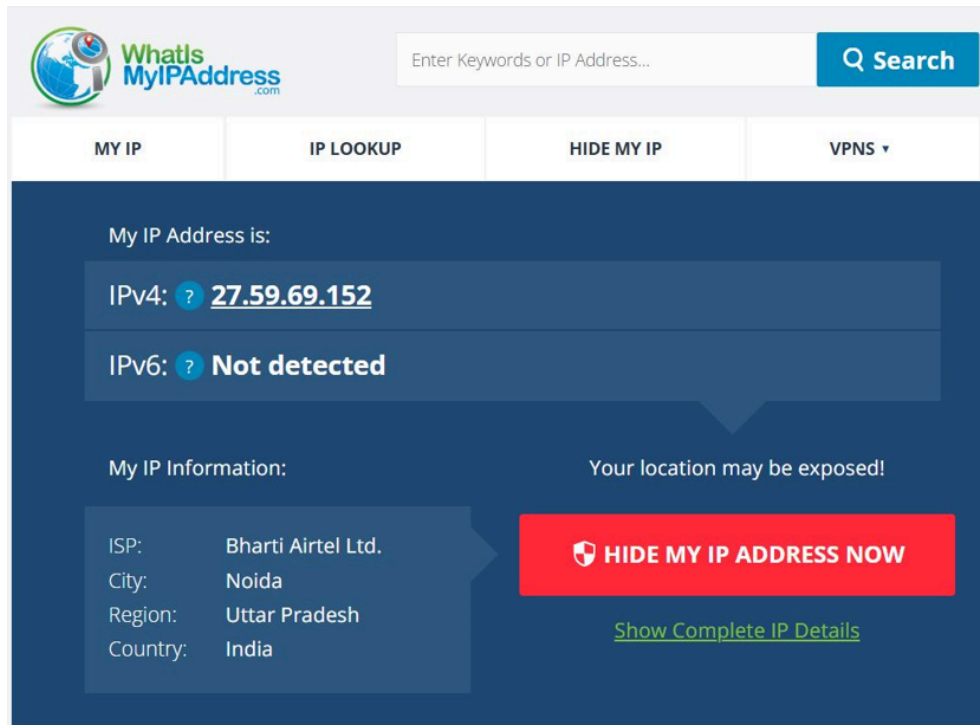 WhatIs
MyIPAddress
.com
Enter Keywords or IP Address...
Search
MY IP
IP LOOKUP
HIDE MY IP
VPNS ▾
My IP Address is:
IPv4: ? 27.59.69.152
IPv6: ? Not detected
My IP Information:
Your location may be exposed!
ISP: Bharti Airtel Ltd.
City: Noida
Region: Uttar Pradesh
Country: India
HIDE MY IP ADDRESS NOW
Show Complete IP Details